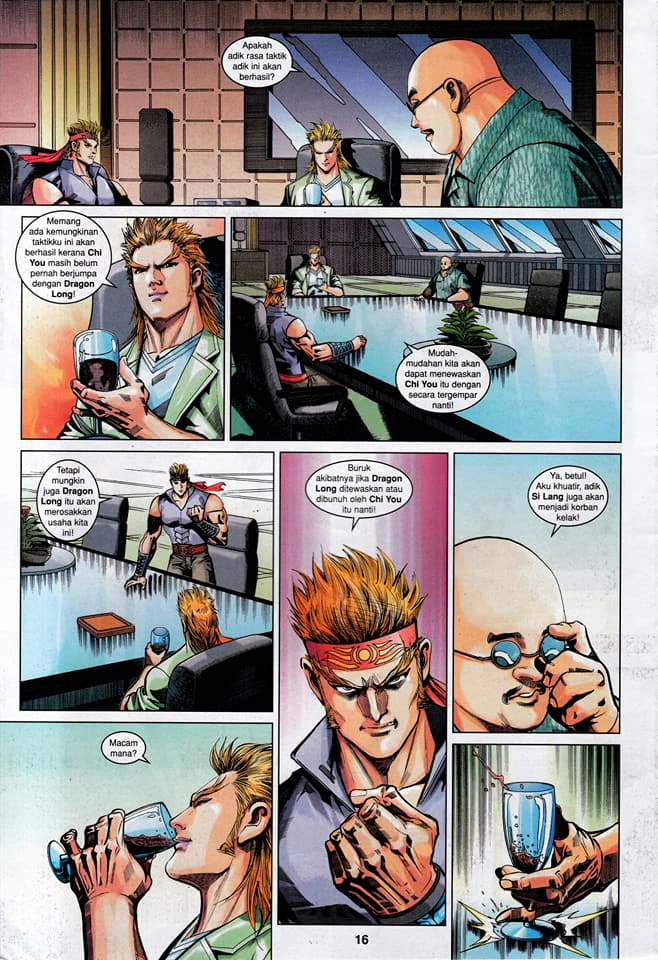 Apakah
adik rasa taktik
adik ini akan
berhasil?
Memang
ada kemungkinan
taktikku ini akan
berhasil kerana Chi
You masih belum
pernah berjumpa
dengan Dragon
Long!
Mudah-
mudahan kita akan
dapat menewaskan
Chi You itu dengan
secara tergempar
nanti!
Tetapi
mungkin
juga Dragon
Long itu akan
merosakkan
usaha kita
ini!
Buruk
akibatnya jika Dragon
Long ditewaskan atau
dibunuh oleh Chi You
itu nanti!
Ya, betul!
Aku khuatir, adik
Si Lang juga akan
menjadi korban
kelak!
Macam
mana?
16